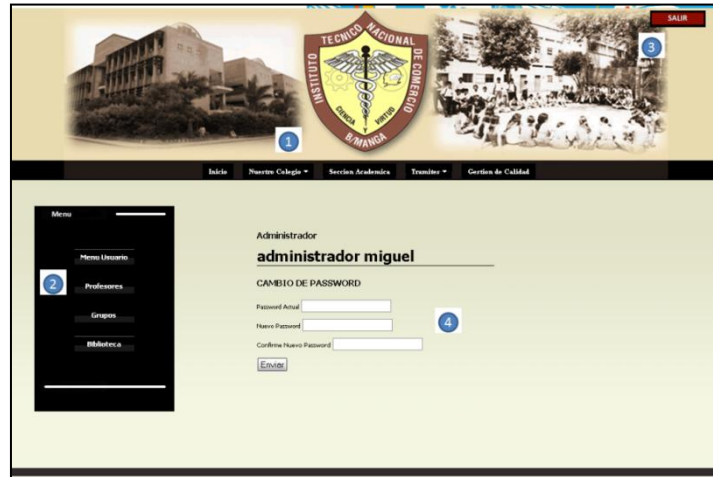 SALIR
3
INSTITUTO TECNICO NACIONAL DE COMERCIO
CIENCIA Y VIRTUD
B/MANGA
1
Inicio Nuestro Colegio Seccion Academica Tramites Gestion de Calidad
Menu
Menu Usuario
2
Profesores
Grupos
Biblioteca
Administrador
administrador miguel
CAMBIO DE PASSWORD
Password Actual
Nuevo Password
4
Confirme Nuevo Password
Enviar